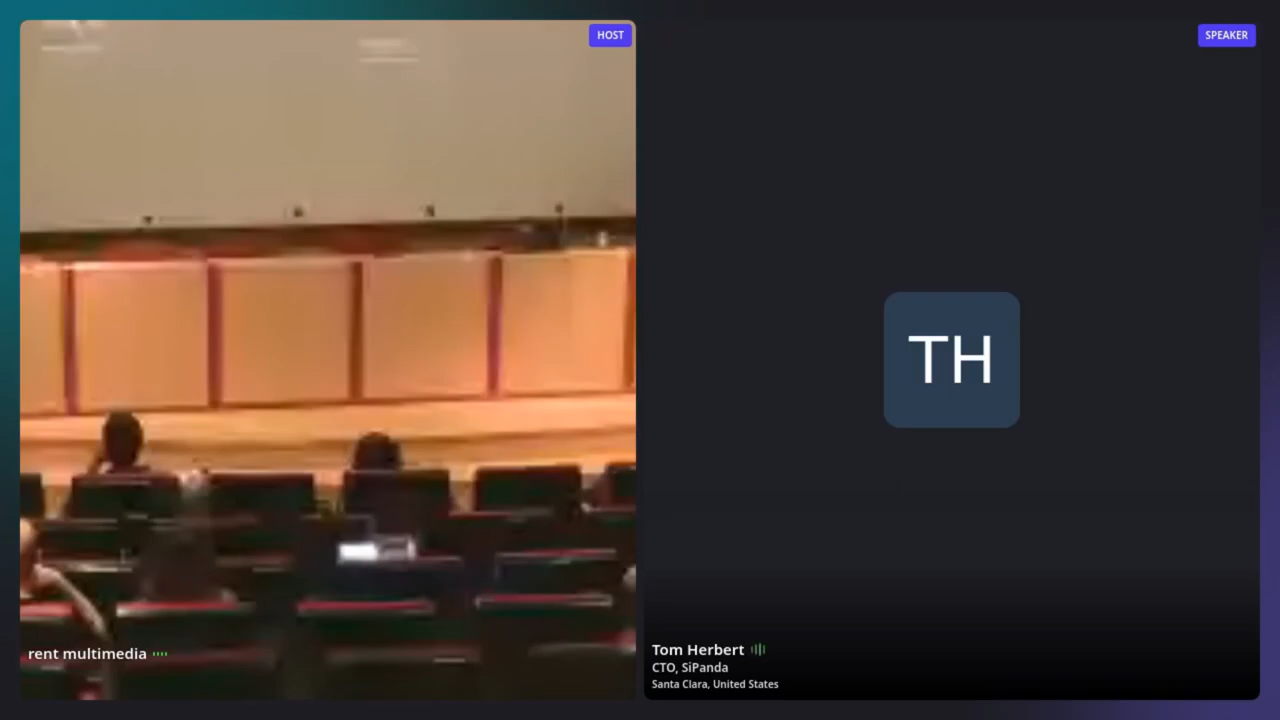 HOST
rent multimedia
SPEAKER
TH
Tom Herbert
CTO, SiPanda
Santa Clara, United States